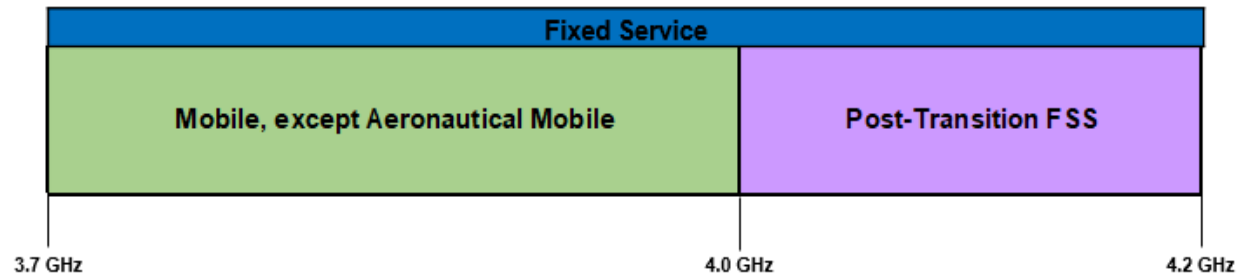 Fixed Service
Mobile, except Aeronautical Mobile
Post-Transition FSS
3.7 GHz
4.0 GHz
4.2 GHz